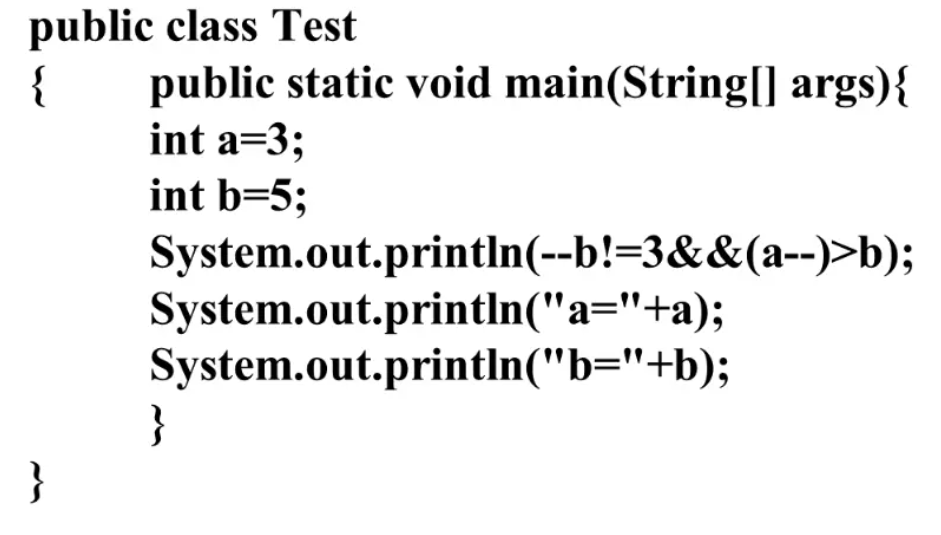 public class Test
{ public static void main(String[] args){
int a=3;
int b=5;
System.out.println(--b!=3&&(a--)>b);
System.out.println("a="+a);
System.out.println("b="+b);
}
}